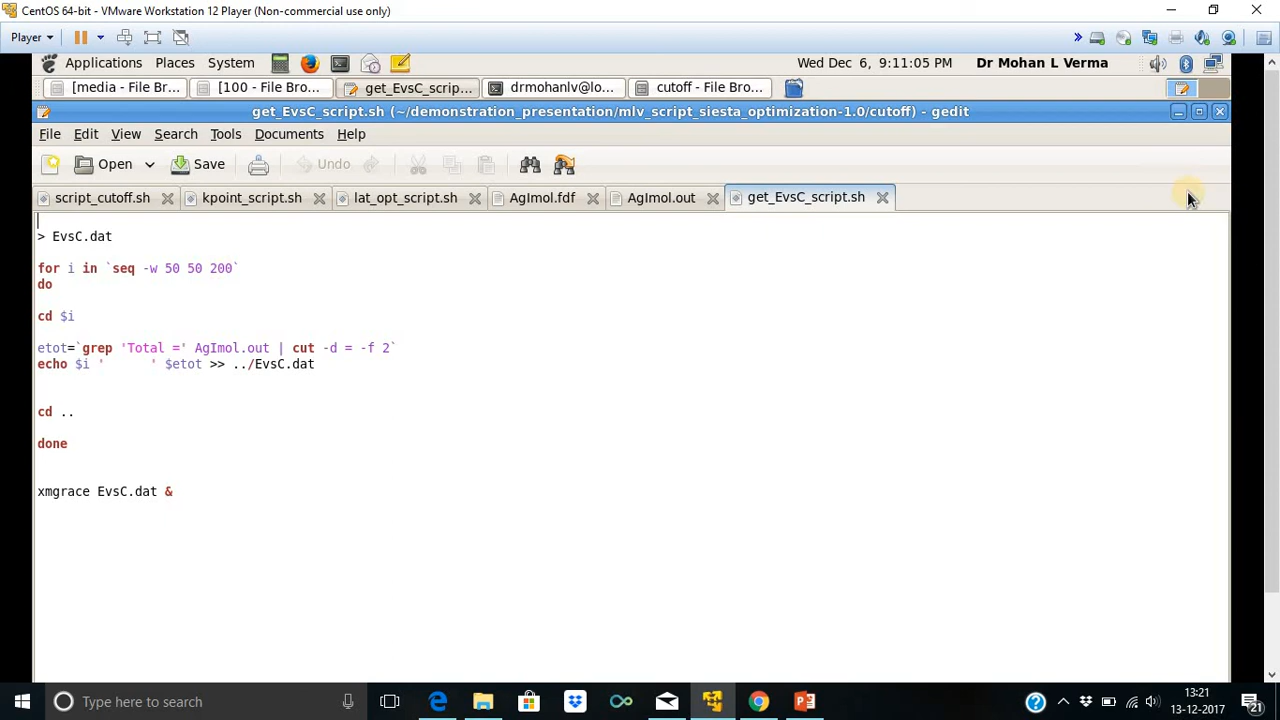 CentOS 64-bit - VMware Workstation 12 Player (Non-commercial use only)
Player
Applications Places System Wed Dec 6, 9:11:05 PM Dr Mohan L Verma
[media - File Br... [100 - File Brow... get_EvsC_scrip... drmohanlv@lo... cutoff - File Bro...
get_EvsC_script.sh (~/demonstration_presentation/mlv_script_siesta_optimization-1.0/cutoff) - gedit
File Edit View Search Tools Documents Help
Open Save Undo
script_cutoff.sh kpoint_script.sh lat_opt_script.sh AgImol.fdf AgImol.out get_EvsC_script.sh
> EvsC.dat
for i in `seq -w 50 50 200`
do
cd $i
etot=`grep 'Total =' AgImol.out | cut -d = -f 2`
echo $i '      ' $etot >> ../EvsC.dat
cd ..
done
xmgrace EvsC.dat &
Type here to search
13:21
13-12-2017
21